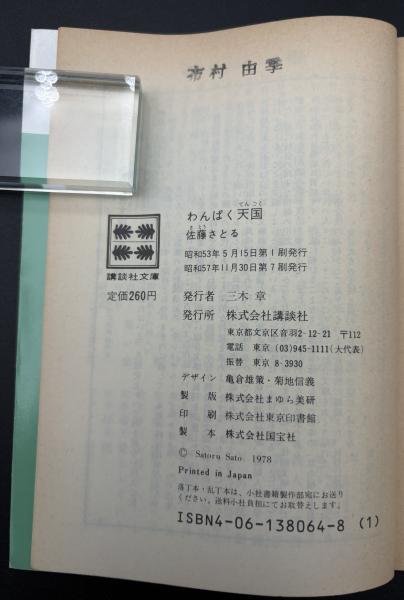 市村 由季
てんごく
わんぱく天国
さとう
佐藤さとる
昭和53年5月15日第1刷発行
昭和57年11月30日第7刷発行
講談社文庫
定価260円
発行者 三木 章
発行所 株式会社講談社
東京都文京区音羽2-12-21 〒112
電話 東京 (03)945-1111(大代表)
振替 東京 8-3930
デザイン 亀倉雄策・菊地信義
製 版 株式会社まゆら美研
印 刷 株式会社東京印書館
製 本 株式会社国宝社
© Satoru Sato 1978
Printed in Japan
落丁本・乱丁本は、小社書籍製作部宛にお送り
ください。送料小社負担にてお取替えします。
ISBN4-06-138064-8 (1)